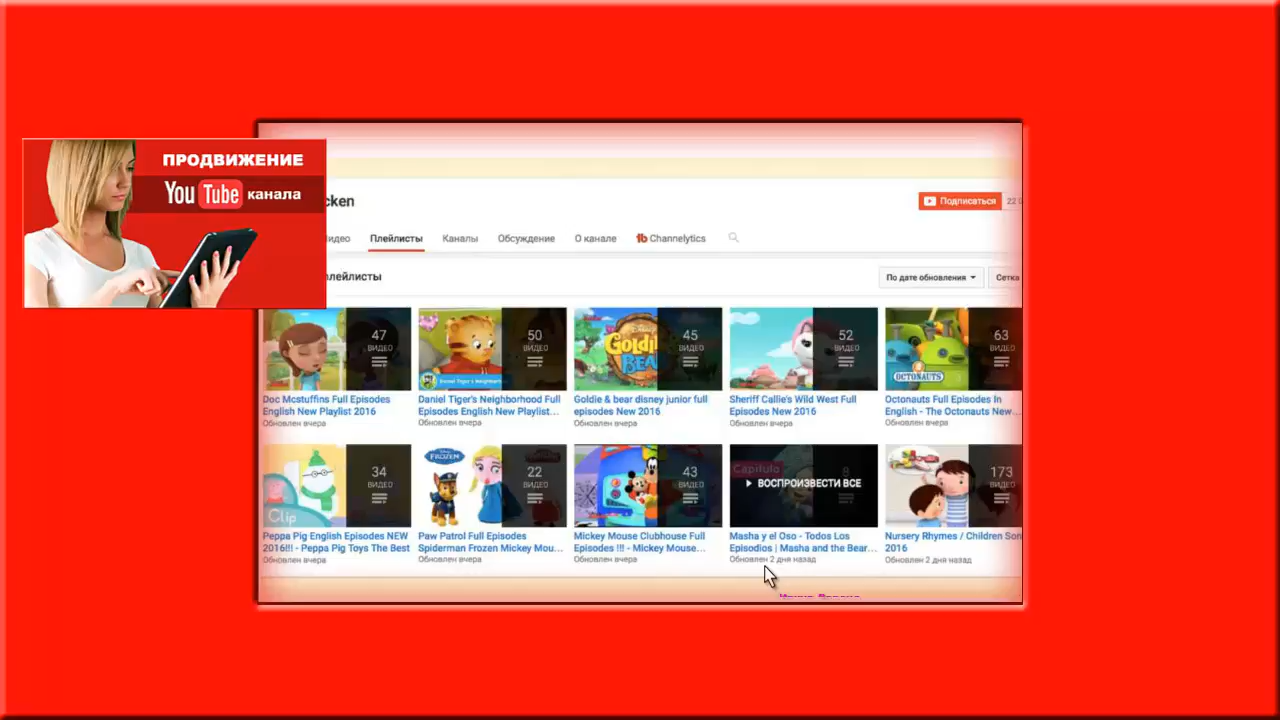 ПРОДВИЖЕНИЕ
YouTube канала
cken
Подписаться 22
идео Плейлисты Каналы Обсуждение О канале Channelytics
плейлисты
По дате обновления Сетка
47 ВИДЕО
50 ВИДЕО
45 ВИДЕО
52 ВИДЕО
63 ВИДЕО
OCTONAUTS
Doc Mcstuffins Full Episodes
English New Playlist 2016
Обновлен вчера
Daniel Tiger's Neighborhood Full
Episodes English New Playlist...
Обновлен вчера
Goldie & bear disney junior full
episodes New 2016
Обновлен вчера
Sheriff Callie's Wild West Full
Episodes New 2016
Обновлен вчера
Octonauts Full Episodes In
English - The Octonauts New...
Обновлен вчера
Clip
34 ВИДЕО
FROZEN
22 ВИДЕО
43 ВИДЕО
Capitulo
8
ВОСПРОИЗВЕСТИ ВСЕ
173 ВИДЕО
Peppa Pig English Episodes NEW
2016!!! - Peppa Pig Toys The Best
Обновлен вчера
Paw Patrol Full Episodes
Spiderman Frozen Mickey Mou...
Обновлен вчера
Mickey Mouse Clubhouse Full
Episodes !!! - Mickey Mouse...
Обновлен вчера
Masha y el Oso - Todos Los
Episodios | Masha and the Bear...
Обновлен 2 дня назад
Nursery Rhymes / Children Son
2016
Обновлен 2 дня назад